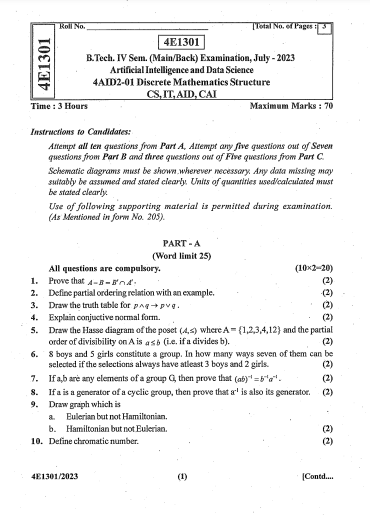 4E1301
Roll No.
[Total No. of Pages : 3
4E1301
B.Tech. IV Sem. (Main/Back) Examination, July - 2023
Artificial Intelligence and Data Science
4AID2-01 Discrete Mathematics Structure
CS, IT, AID, CAI
Time : 3 Hours Maximum Marks : 70
Instructions to Candidates:
Attempt all ten questions from Part A, Attempt any five questions out of Seven
questions from Part B and three questions out of Five questions from Part C.
Schematic diagrams must be shown wherever necessary. Any data missing may
suitably be assumed and stated clearly. Units of quantities used/calculated must
be stated clearly.
Use of following supporting material is permitted during examination.
(As Mentioned in form No. 205).
PART - A
(Word limit 25)
All questions are compulsory. (10×2=20)
1. Prove that A – B = B' ∩ A'. (2)
2. Define partial ordering relation with an example. (2)
3. Draw the truth table for p ∧ q → p ∨ q . (2)
4. Explain conjuctive normal form. (2)
5. Draw the Hasse diagram of the poset (A,≤) where A = {1,2,3,4,12} and the partial
order of divisibility on A is a ≤ b (i.e. if a divides b). (2)
6. 8 boys and 5 girls constitute a group. In how many ways seven of them can be
selected if the selections always have atleast 3 boys and 2 girls. (2)
7. If a,b are any elements of a group G, then prove that (ab)⁻¹ = b⁻¹a⁻¹. (2)
8. If a is a generator of a cyclic group, then prove that a⁻¹ is also its generator. (2)
9. Draw graph which is
a. Eulerian but not Hamiltonian.
b. Hamiltonian but not Eulerian. (2)
10. Define chromatic number. (2)
4E1301/2023 (1) [Contd....